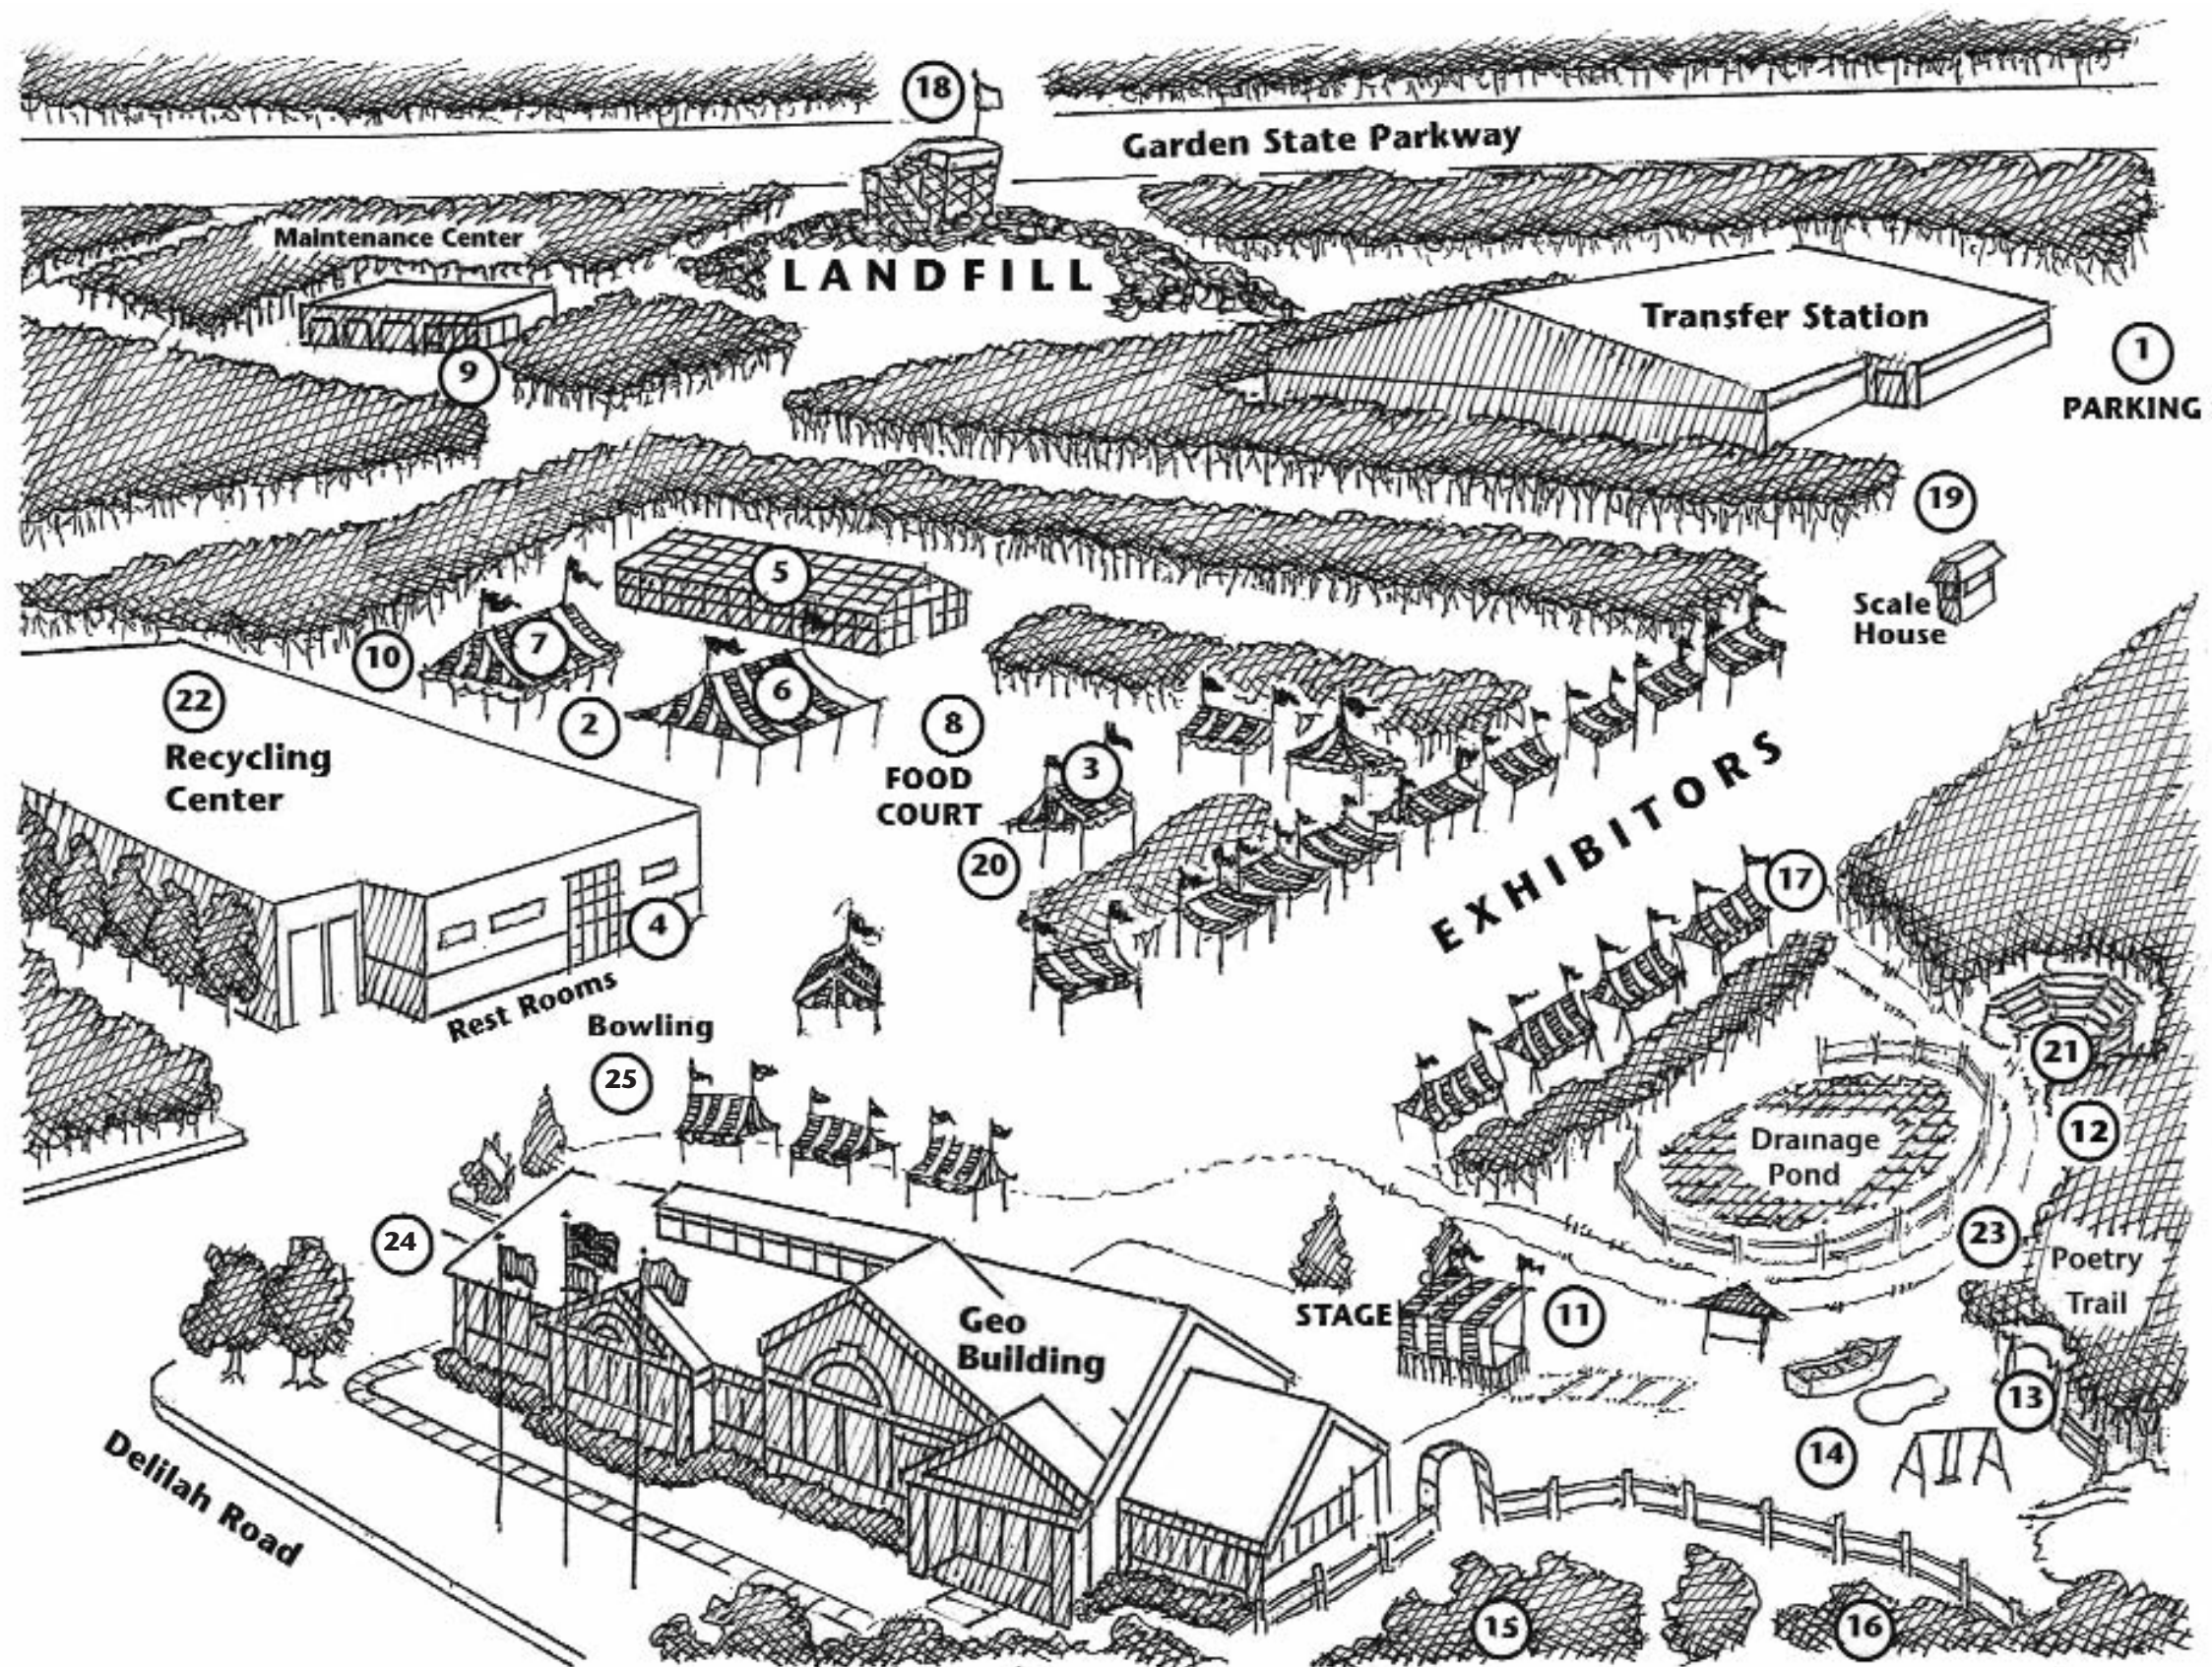 18
Garden State Parkway
Maintenance Center
LANDFILL
Transfer Station
1
PARKING
9
19
5
Scale
House
7
10
6
2
22
8
Recycling
Center
3
FOOD
COURT
20
EXHIBITORS
17
4
Rest Rooms
Bowling
25
21
12
Drainage
Pond
24
23
Poetry
Trail
STAGE
11
Geo
Building
13
14
Delilah Road
15
16